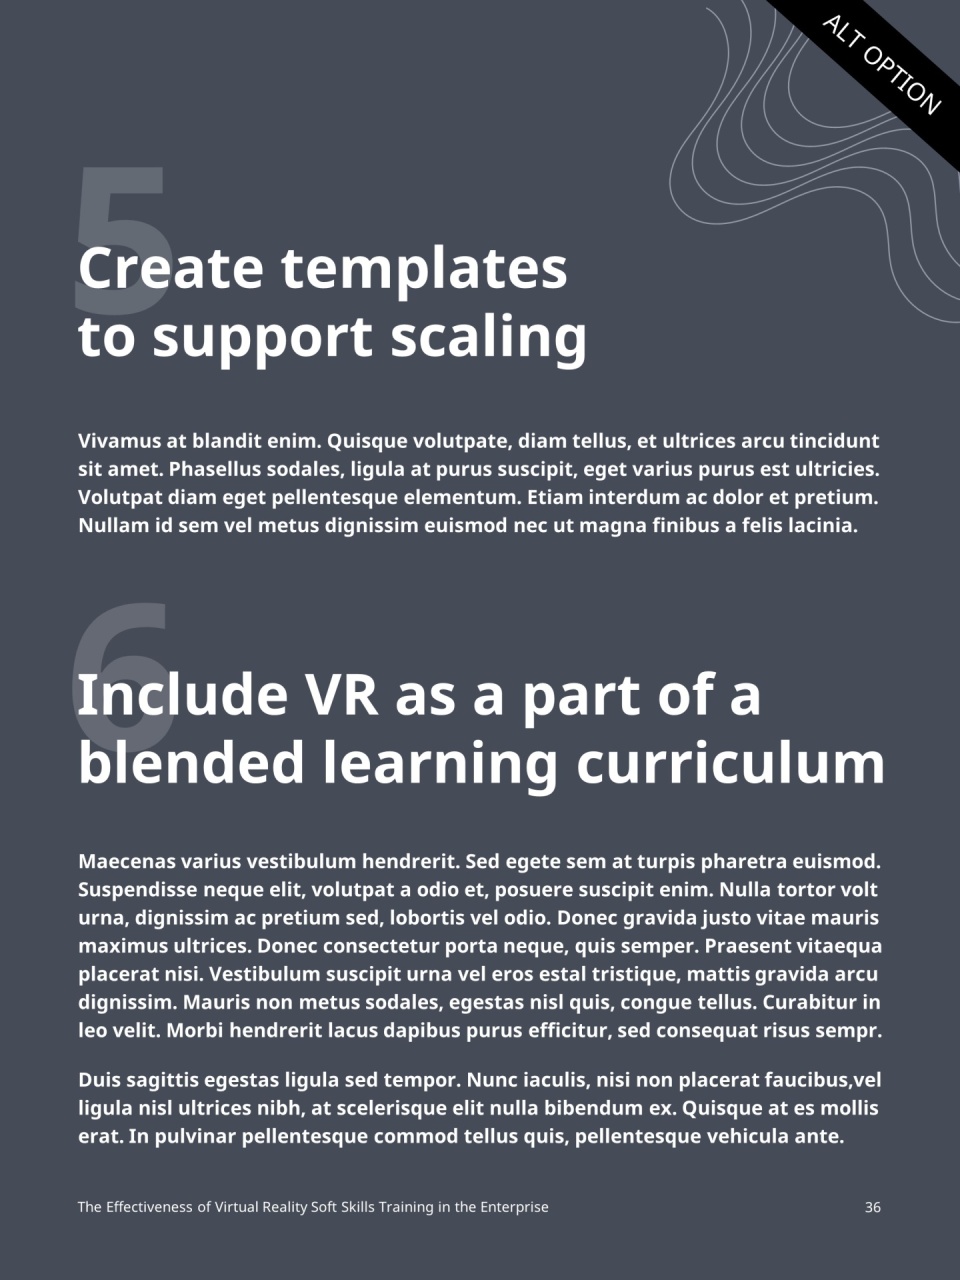 ALT OPTION
5
Create templates
to support scaling
Vivamus at blandit enim. Quisque volutpate, diam tellus, et ultrices arcu tincidunt
sit amet. Phasellus sodales, ligula at purus suscipit, eget varius purus est ultricies.
Volutpat diam eget pellentesque elementum. Etiam interdum ac dolor et pretium.
Nullam id sem vel metus dignissim euismod nec ut magna finibus a felis lacinia.
6
Include VR as a part of a
blended learning curriculum
Maecenas varius vestibulum hendrerit. Sed egete sem at turpis pharetra euismod.
Suspendisse neque elit, volutpat a odio et, posuere suscipit enim. Nulla tortor volt
urna, dignissim ac pretium sed, lobortis vel odio. Donec gravida justo vitae mauris
maximus ultrices. Donec consectetur porta neque, quis semper. Praesent vitaequa
placerat nisi. Vestibulum suscipit urna vel eros estal tristique, mattis gravida arcu
dignissim. Mauris non metus sodales, egestas nisl quis, congue tellus. Curabitur in
leo velit. Morbi hendrerit lacus dapibus purus efficitur, sed consequat risus sempr.
Duis sagittis egestas ligula sed tempor. Nunc iaculis, nisi non placerat faucibus,vel
ligula nisl ultrices nibh, at scelerisque elit nulla bibendum ex. Quisque at es mollis
erat. In pulvinar pellentesque commod tellus quis, pellentesque vehicula ante.
The Effectiveness of Virtual Reality Soft Skills Training in the Enterprise
36